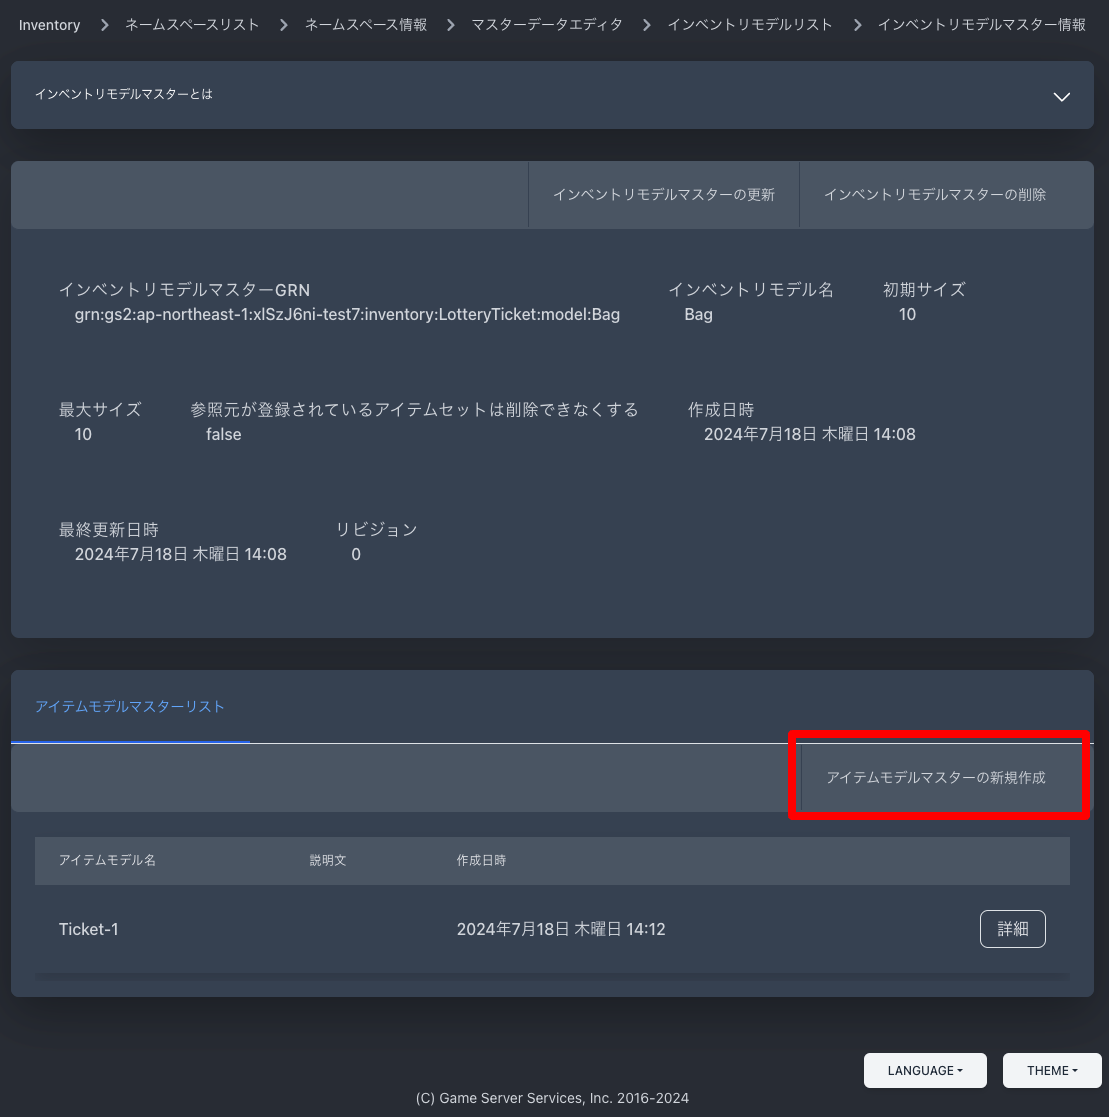 Inventory ネームスペースリスト ネームスペース情報 マスターデータエディタ インベントリモデルリスト インベントリモデルマスター情報
インベントリモデルマスターとは
インベントリモデルマスターの更新 インベントリモデルマスターの削除
インベントリモデルマスターGRN インベントリモデル名 初期サイズ
grn:gs2:ap-northeast-1:xlSzJ6ni-test7:inventory:LotteryTicket:model:Bag Bag 10
最大サイズ 参照元が登録されているアイテムセットは削除できなくする 作成日時
10 false 2024年7月18日 木曜日 14:08
最終更新日時 リビジョン
2024年7月18日 木曜日 14:08 0
アイテムモデルマスターリスト
アイテムモデルマスターの新規作成
アイテムモデル名 説明文 作成日時
Ticket-1 2024年7月18日 木曜日 14:12 詳細
LANGUAGE THEME
(C) Game Server Services, Inc. 2016-2024